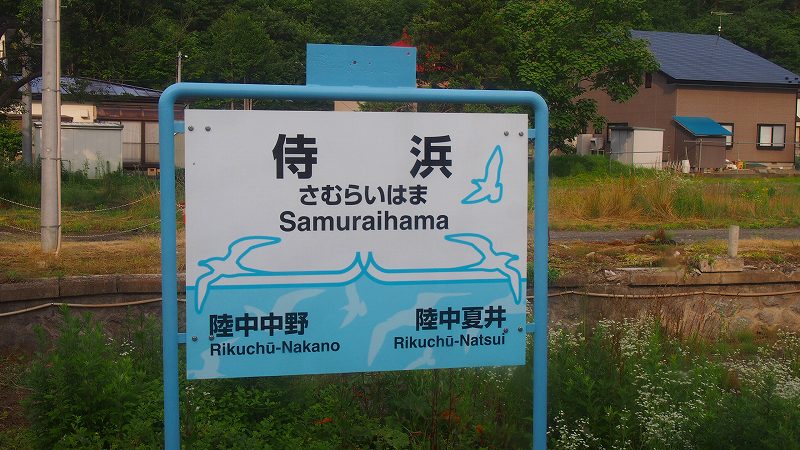 侍　浜
さむらいはま
Samuraihama
陸中中野　陸中夏井
Rikuchū-Nakano　Rikuchū-Natsui